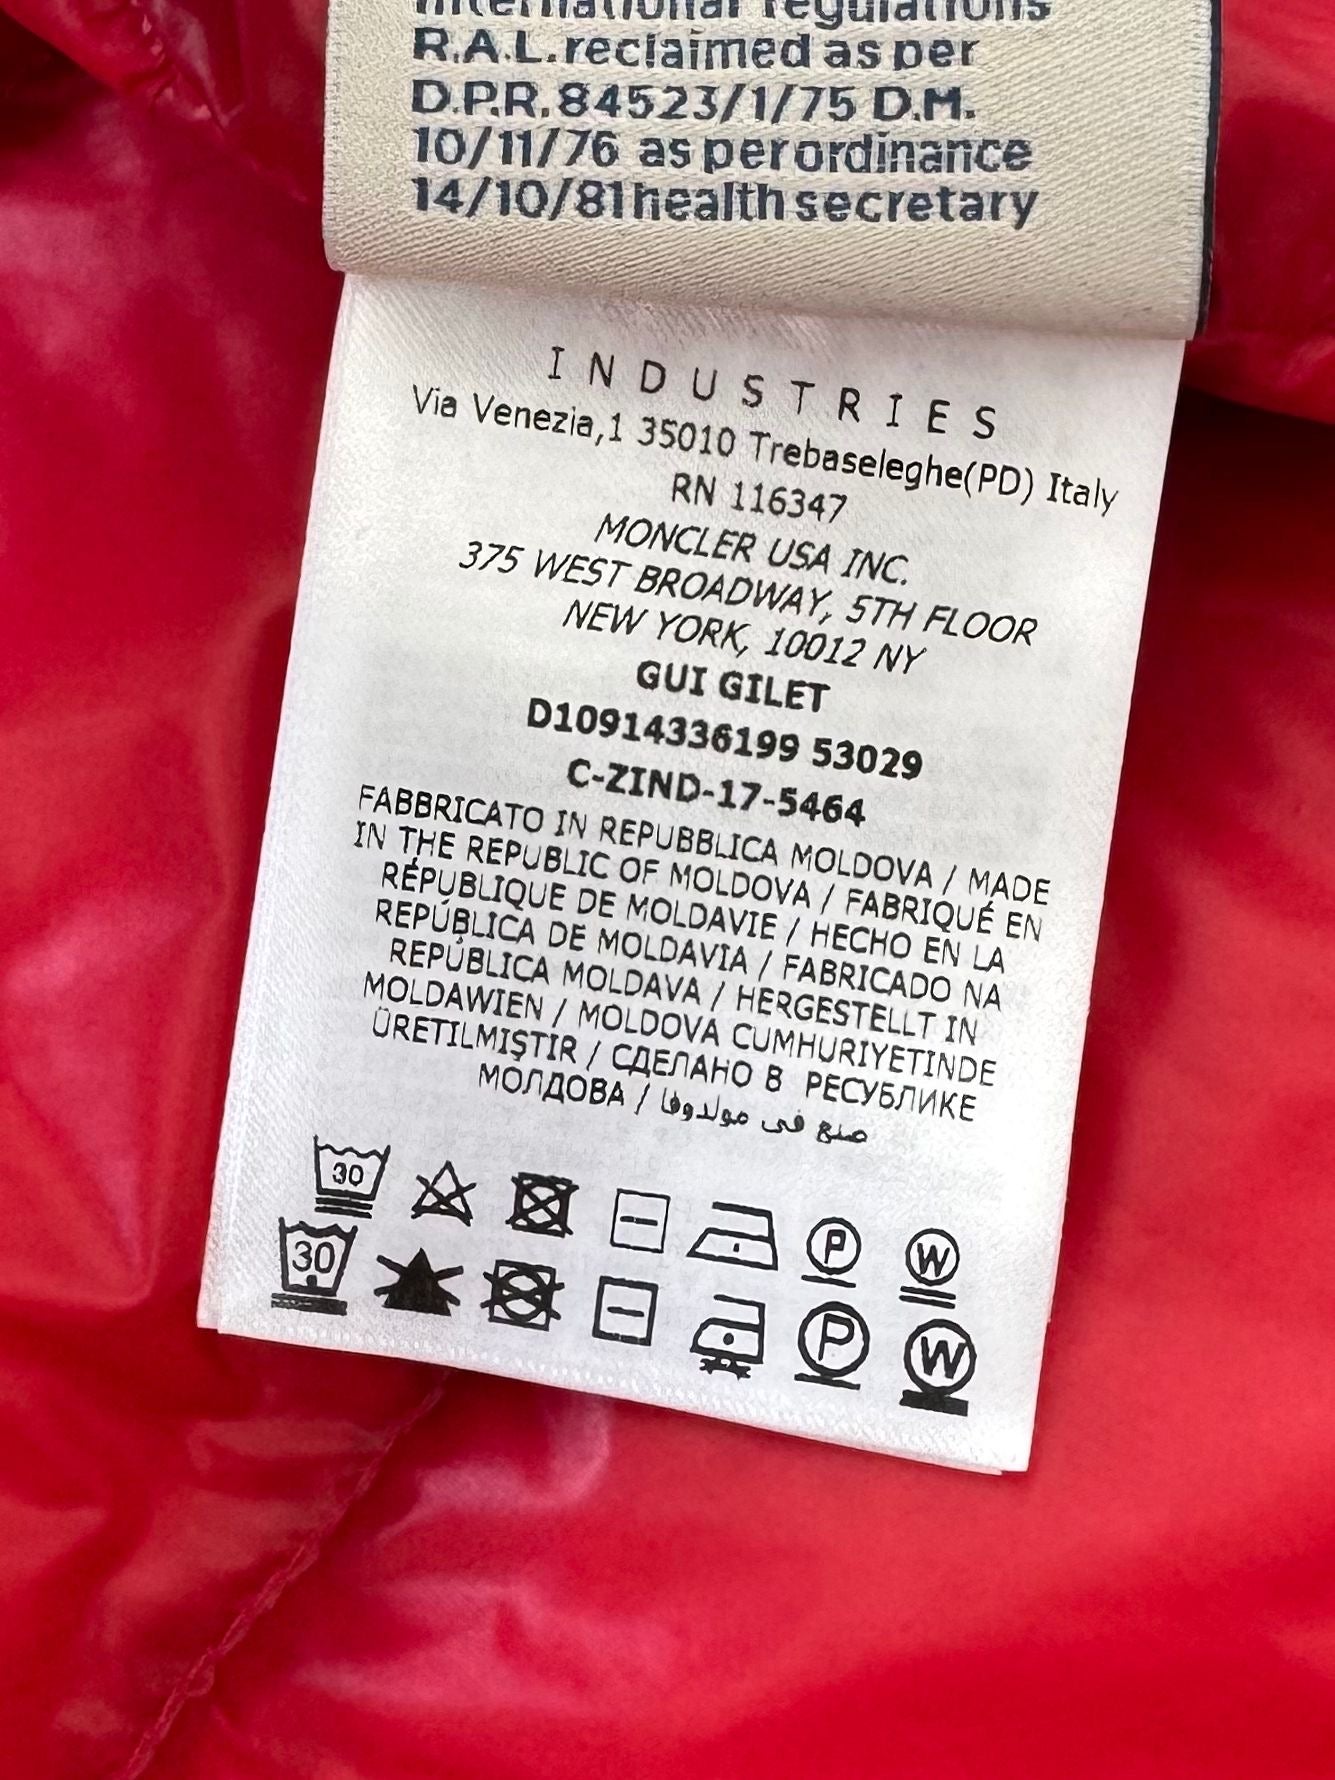 international regulations
R.A.L. reclaimed as per
D.P.R. 84523/1/75 D.M.
10/11/76 as per ordinance
14/10/81 health secretary
INDUSTRIES
Via Venezia,1 35010 Trebaseleghe(PD) Italy
RN 116347
MONCLER USA INC.
375 WEST BROADWAY, 5TH FLOOR
NEW YORK, 10012 NY
GUI GILET
D10914336199 53029
C-ZIND-17-5464
FABBRICATO IN REPUBBLICA MOLDOVA / MADE
IN THE REPUBLIC OF MOLDOVA / FABRIQUÉ EN
RÉPUBLIQUE DE MOLDAVIE / HECHO EN LA
REPÚBLICA DE MOLDAVIA / FABRICADO NA
REPÚBLICA MOLDAVA / HERGESTELLT IN
MOLDAWIEN / MOLDOVA CUMHURIYETINDE
ÜRETILMIŞTIR / СДЕЛАНО В РЕСУБЛИКЕ
МОЛДОВА / صنع في مولدوفا
30 P W
30 P W